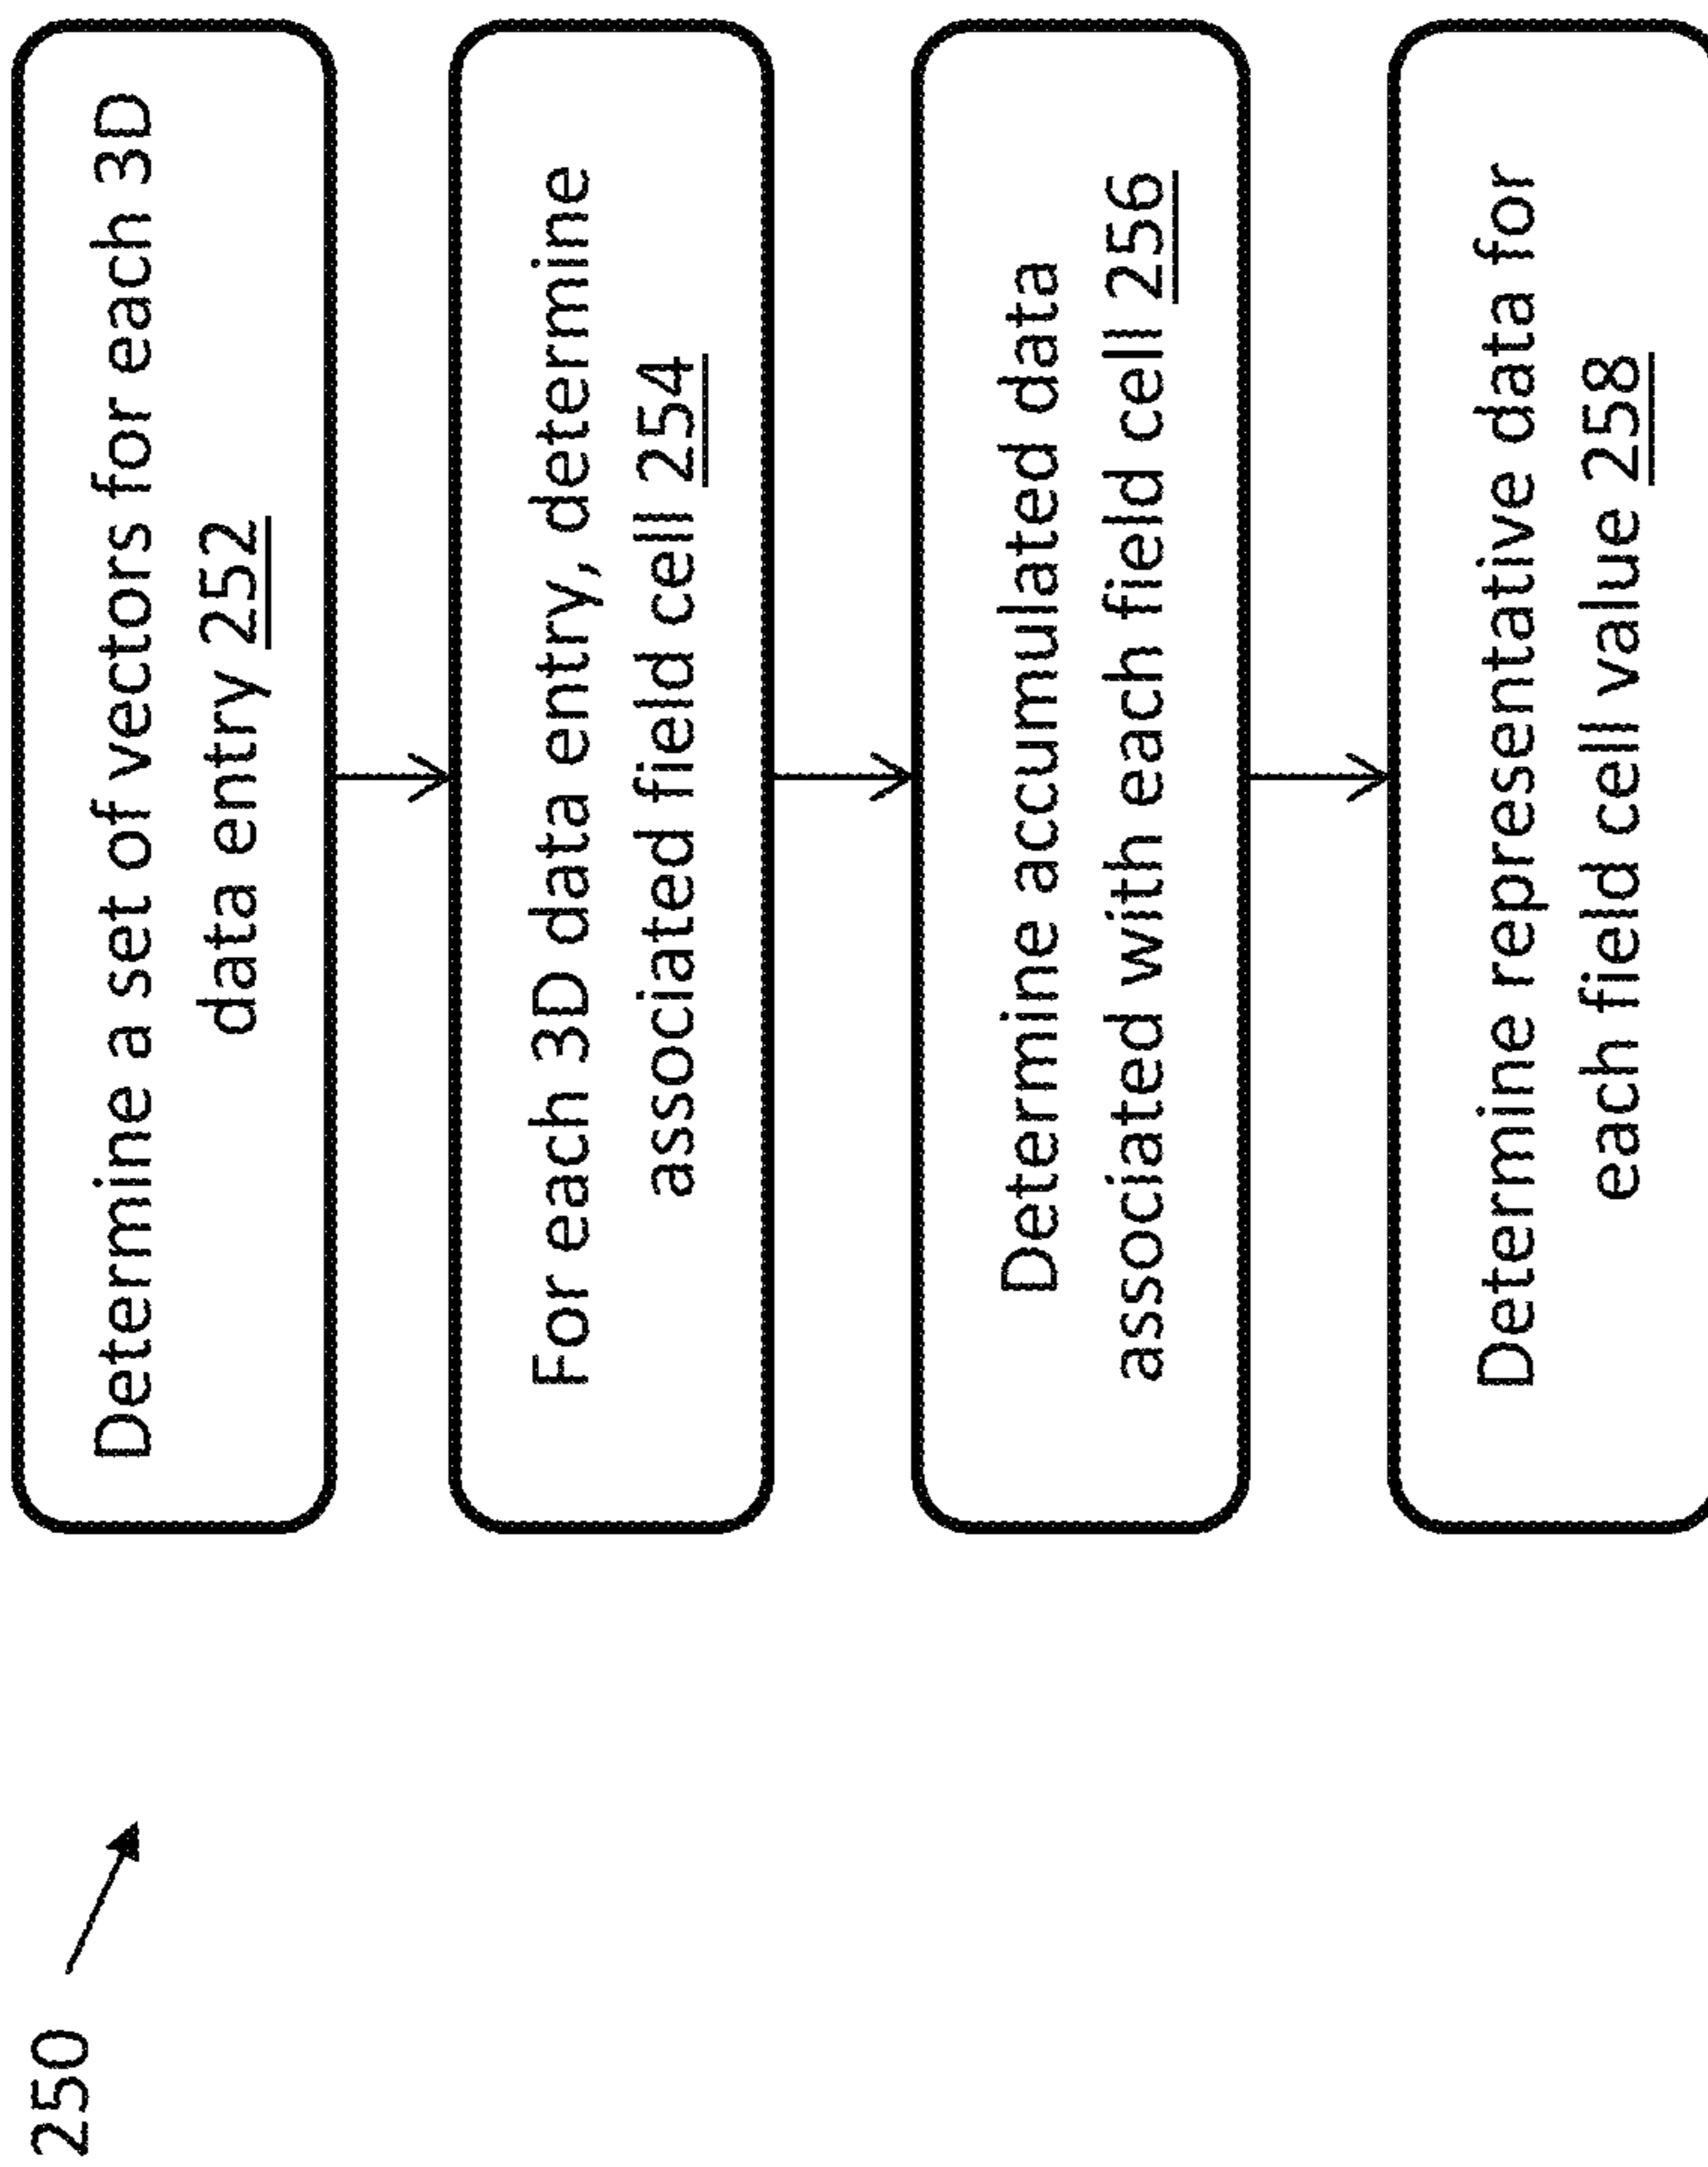 250
Determine a set of vectors for each 3D
data entry 252
For each 3D data entry, determine
associated field cell 254
Determine accumulated data
associated with each field cell 256
Determine representative data for
each field cell value 258